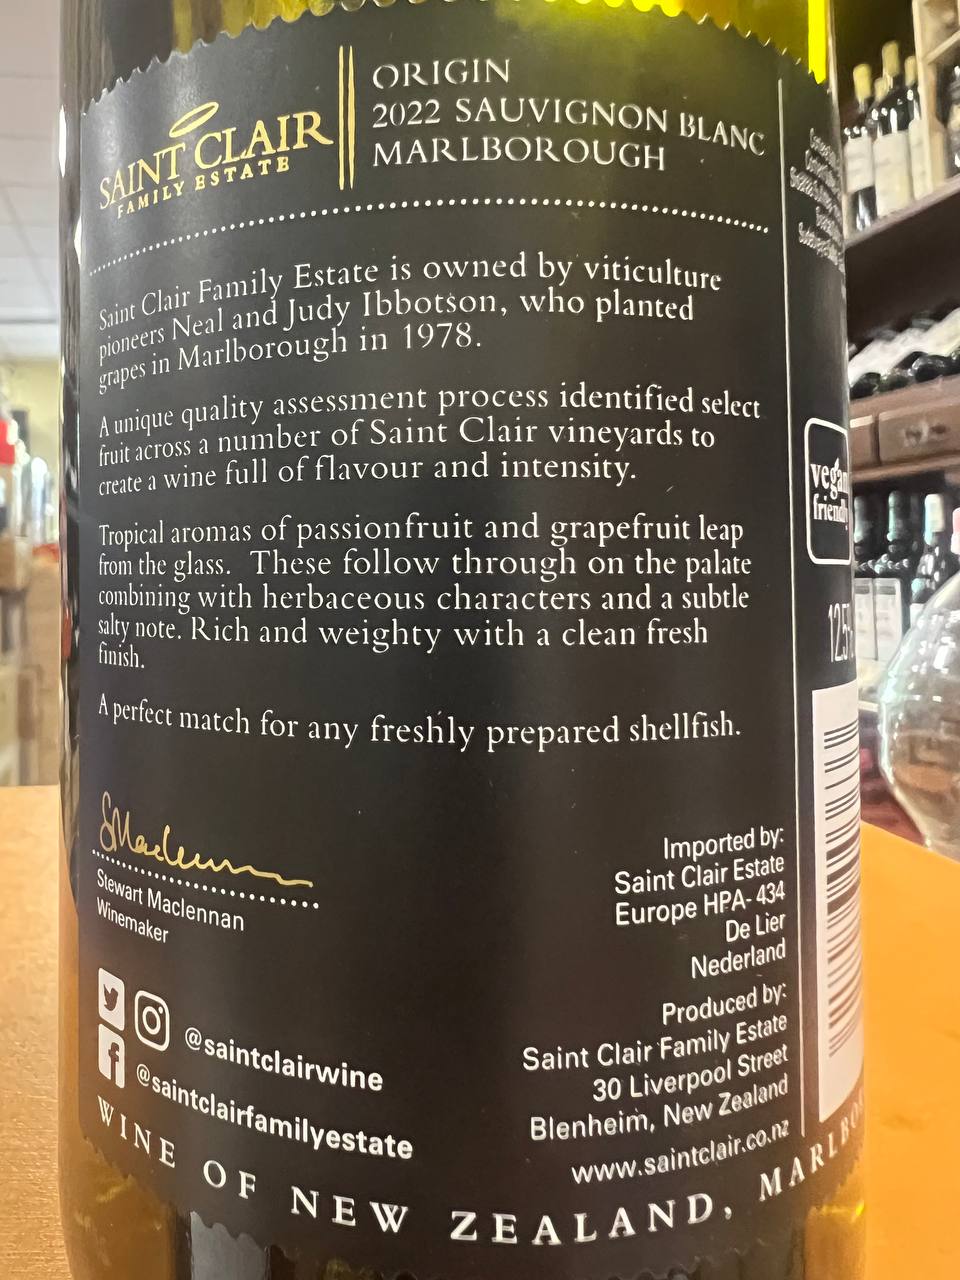 SAINT CLAIR
FAMILY ESTATE
ORIGIN
2022 SAUVIGNON BLANC
MARLBOROUGH
Saint Clair Family Estate is owned by viticulture
pioneers Neal and Judy Ibbotson, who planted
grapes in Marlborough in 1978.
A unique quality assessment process identified select
fruit across a number of Saint Clair vineyards to
create a wine full of flavour and intensity.
Tropical aromas of passionfruit and grapefruit leap
from the glass. These follow through on the palate
combining with herbaceous characters and a subtle
salty note. Rich and weighty with a clean fresh
finish.
A perfect match for any freshly prepared shellfish.
SMaclennan
Stewart Maclennan
Winemaker
@saintclairwine
@saintclairfamilyestate
Imported by:
Saint Clair Estate
Europe HPA- 434
De Lier
Nederland
Produced by:
Saint Clair Family Estate
30 Liverpool Street
Blenheim, New Zealand
www.saintclair.co.nz
WINE OF NEW ZEALAND, MARLBO
vegan
friendly
12.5%